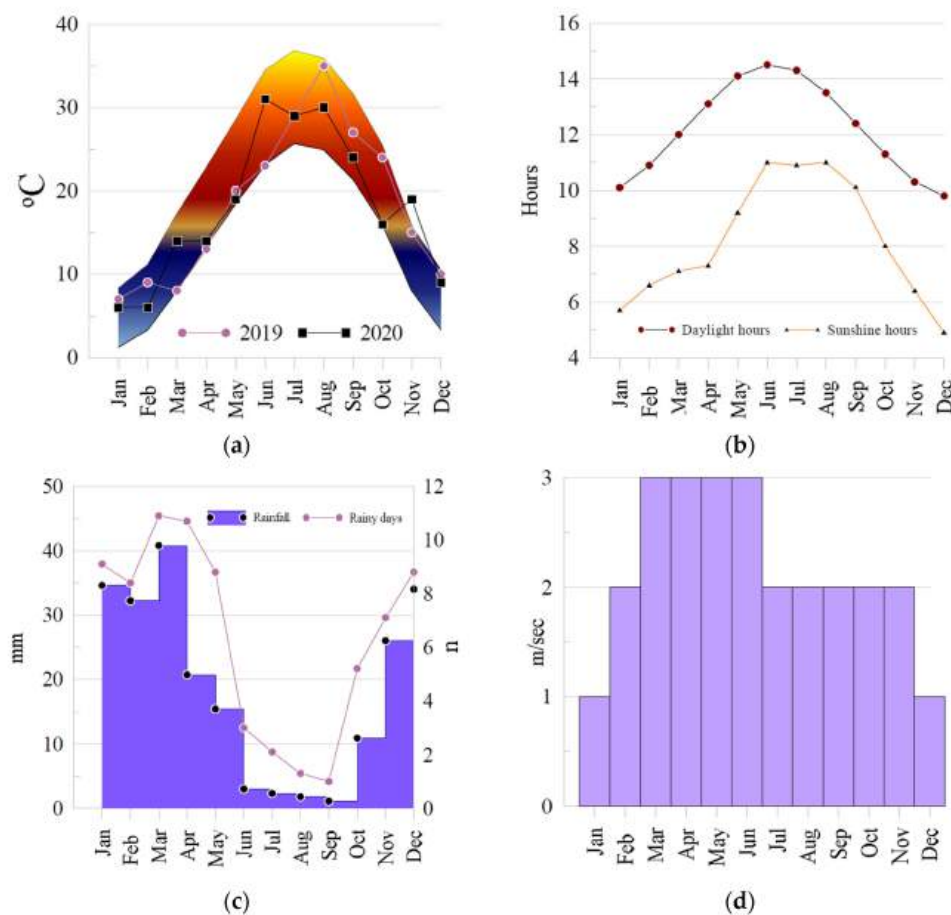 40
30
20
10
0
ºC
2019 2020
Jan Feb Mar Apr May Jun Jul Aug Sep Oct Nov Dec
(a)
16
14
12
10
8
6
4
Hours
Daylight hours Sunshine hours
Jan Feb Mar Apr May Jun Jul Aug Sep Oct Nov Dec
(b)
50
40
30
20
10
0
mm
Rainfall Rainy days
12
10
8
6
4
2
0
n
Jan Feb Mar Apr May Jun Jul Aug Sep Oct Nov Dec
(c)
3
2
1
0
m/sec
Jan Feb Mar Apr May Jun Jul Aug Sep Oct Nov Dec
(d)